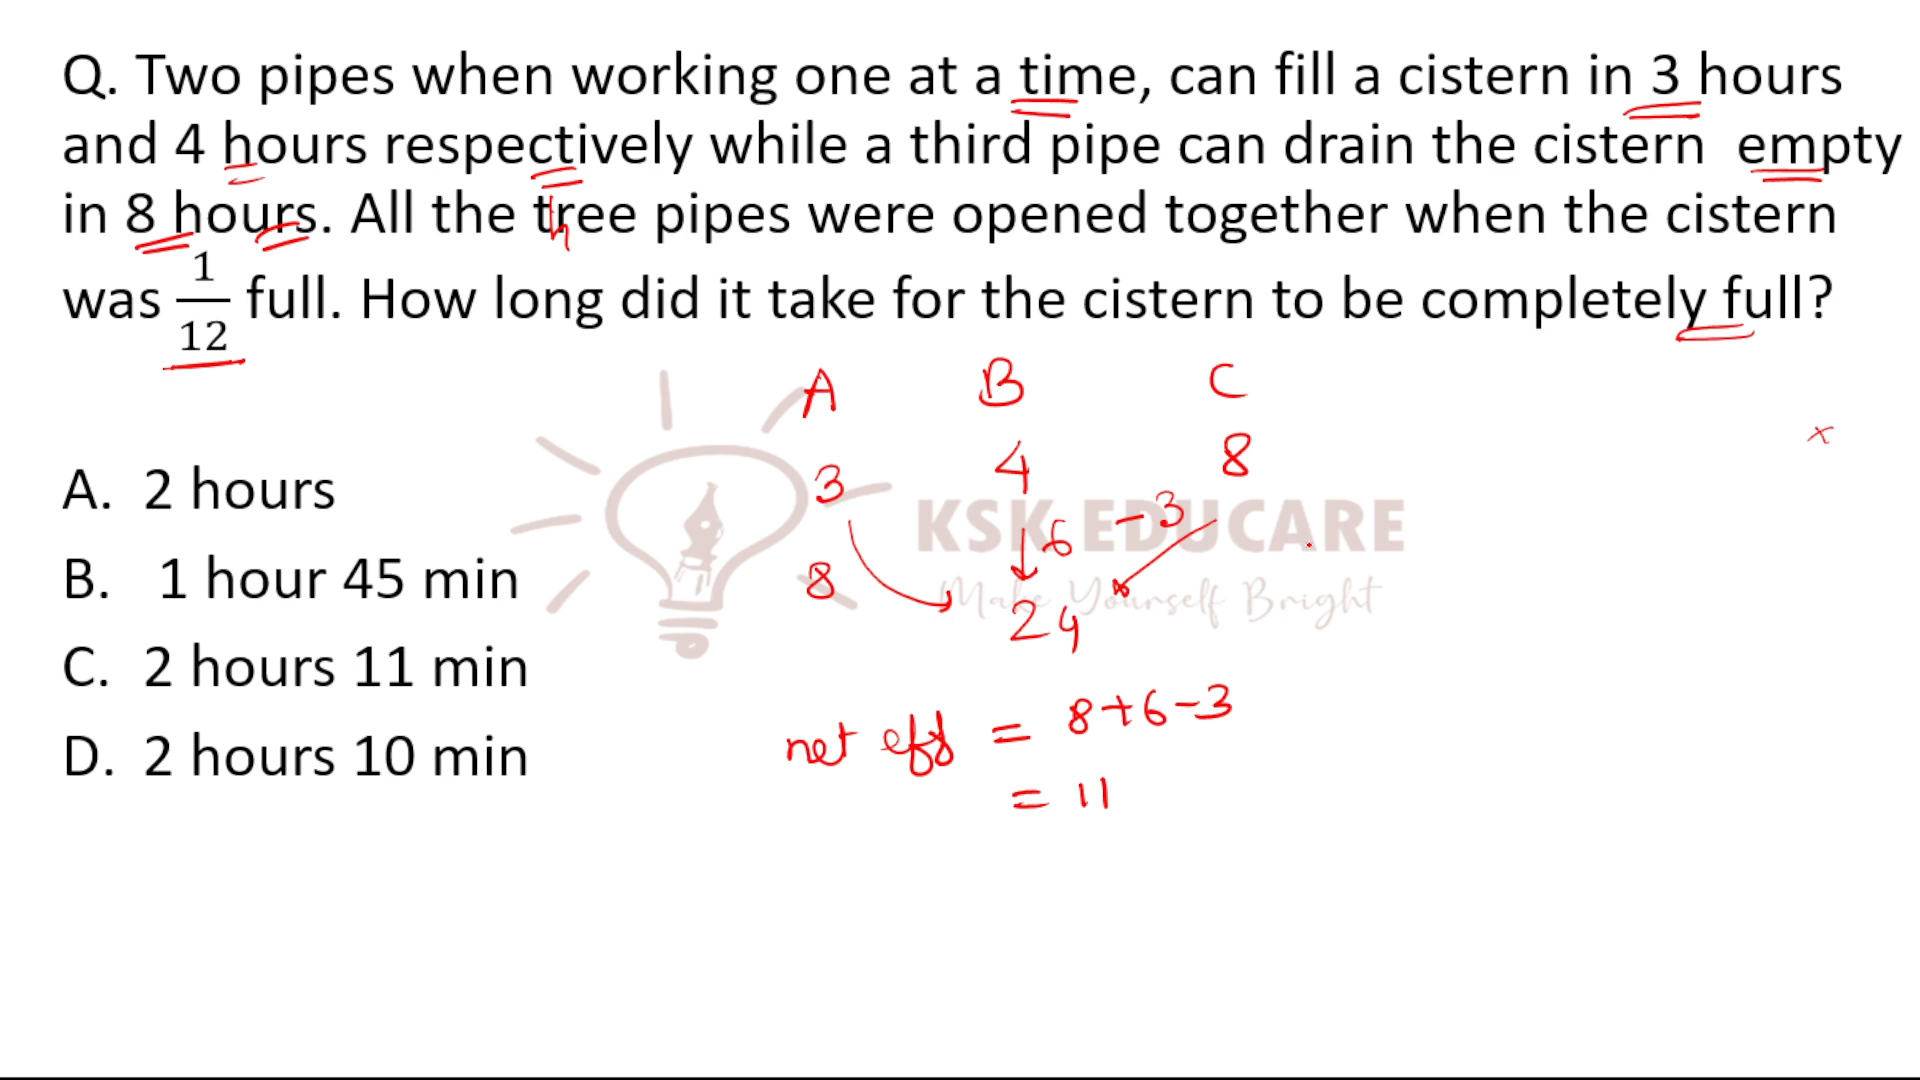 Q. Two pipes when working one at a time, can fill a cistern in 3 hours
and 4 hours respectively while a third pipe can drain the cistern empty
in 8 hours. All the three pipes were opened together when the cistern
was 1/12 full. How long did it take for the cistern to be completely full?
A B C
3 4 8
A. 2 hours
KSK EDUCARE
6 -3
B. 1 hour 45 min
8
Make Yourself Bright
24
C. 2 hours 11 min
net eff = 8+6-3
D. 2 hours 10 min
= 11
x